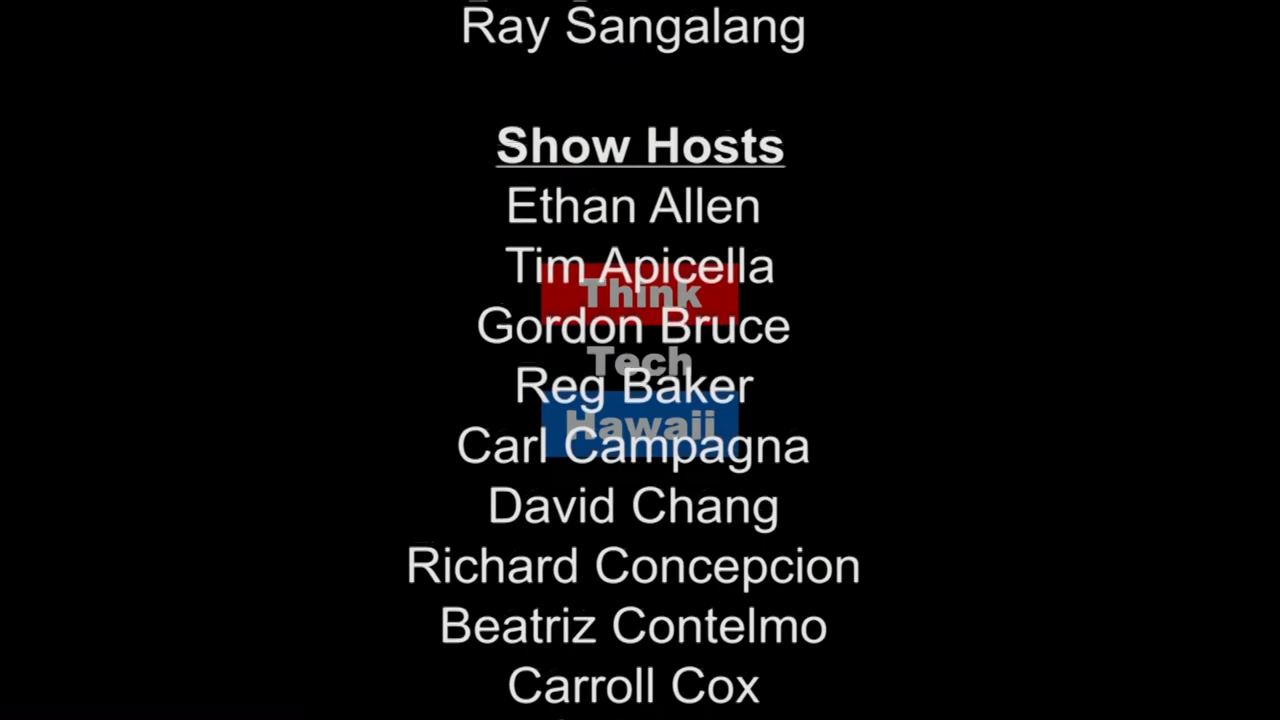 Ray Sangalang
Show Hosts
Ethan Allen
Tim Apicella
Think
Gordon Bruce
Tech
Reg Baker
Hawaii
Carl Campagna
David Chang
Richard Concepcion
Beatriz Contelmo
Carroll Cox